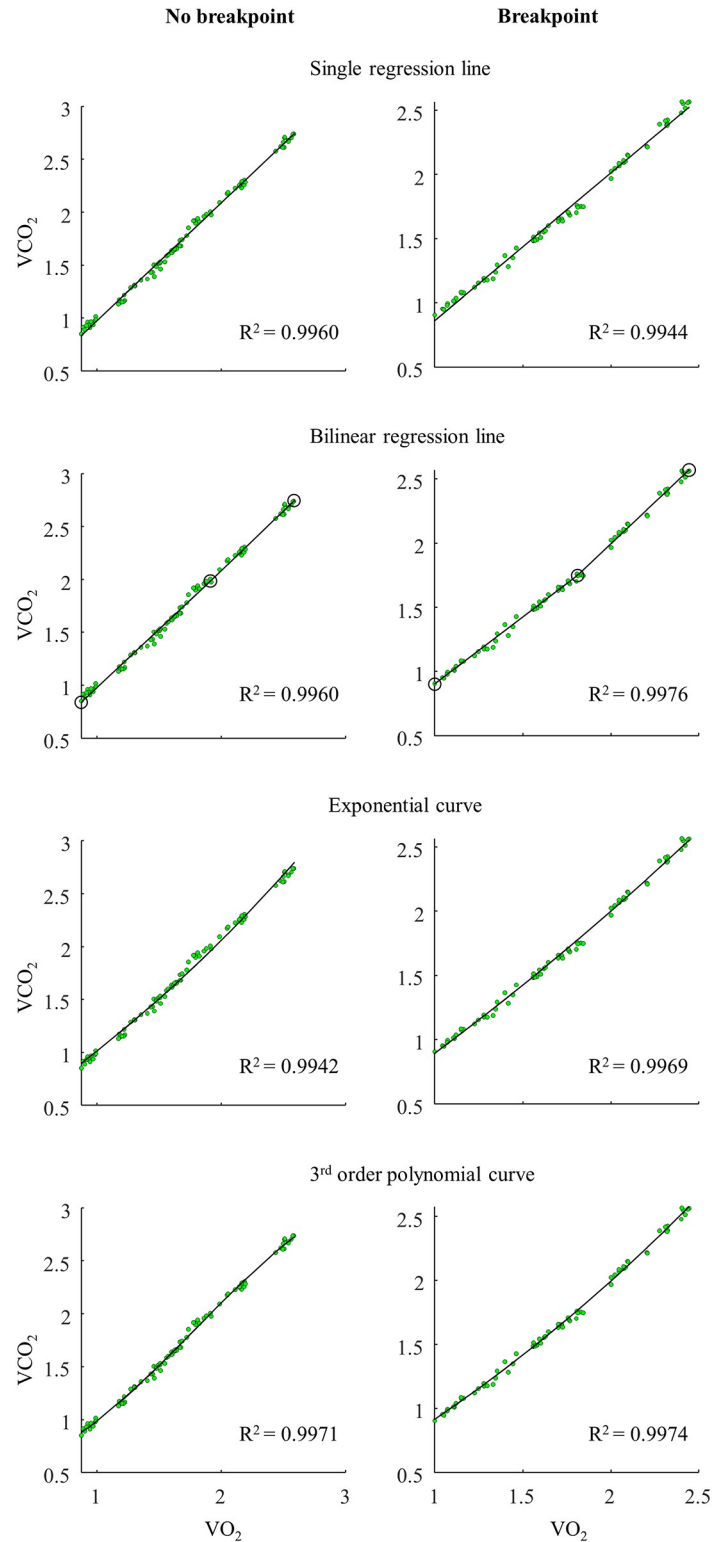 No breakpoint Breakpoint
Single regression line
3
2.5
2
1.5
1
0.5
VCO2
R2 = 0.9960
2.5
2
1.5
1
0.5
R2 = 0.9944
Bilinear regression line
3
2.5
2
1.5
1
0.5
VCO2
R2 = 0.9960
2.5
2
1.5
1
0.5
R2 = 0.9976
Exponential curve
3
2.5
2
1.5
1
0.5
VCO2
R2 = 0.9942
2.5
2
1.5
1
0.5
R2 = 0.9969
3rd order polynomial curve
3
2.5
2
1.5
1
0.5
VCO2
R2 = 0.9971
1 2 3
VO2
2.5
2
1.5
1
0.5
R2 = 0.9974
1 1.5 2 2.5
VO2